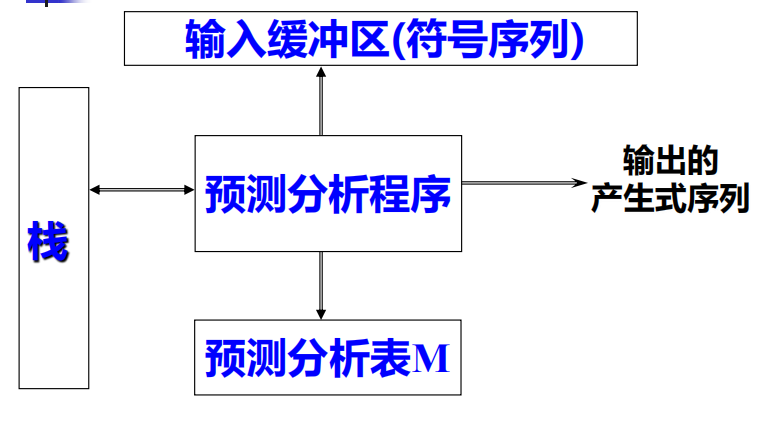 输入缓冲区(符号序列)
栈
预测分析程序
输出的
产生式序列
预测分析表M